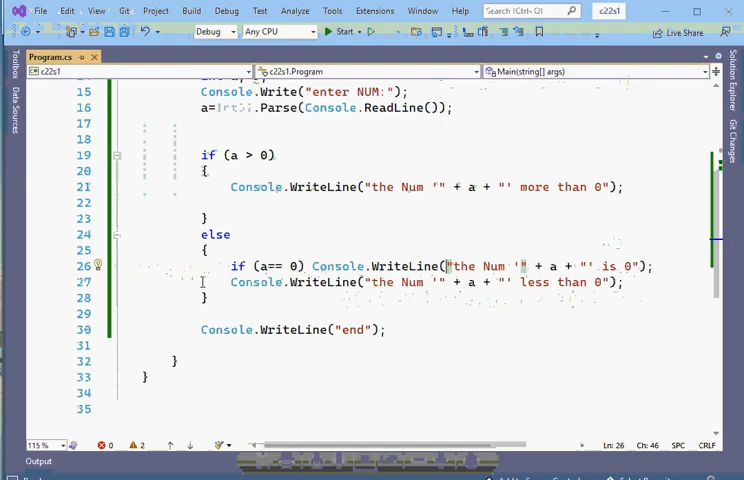 File Edit View Git Project Build Debug Test Analyze Tools Extensions Window Help Search (Ctrl+Q) c22s1
Debug Any CPU Start Live Share
Program.cs
c22s1 c22s1.Program Main(string[] args)
Toolbox
Data Sources
Solution Explorer
Git Changes
15 Console.Write("enter NUM:");
16 a= .Parse(Console.ReadLine());
17
18
19 if (a > 0)
20 {
21 Console.WriteLine("the Num '" + a + "' more than 0");
22
23 }
24 else
25 {
26 if (a== 0) Console.WriteLine("the Num '" + a + "' is 0");
27 Console.WriteLine("the Num '" + a + "' less than 0");
28 }
29
30 Console.WriteLine("end");
31
32 }
33 }
34
35
115 % 0 2 Ln: 26 Ch: 46 SPC CRLF
Output